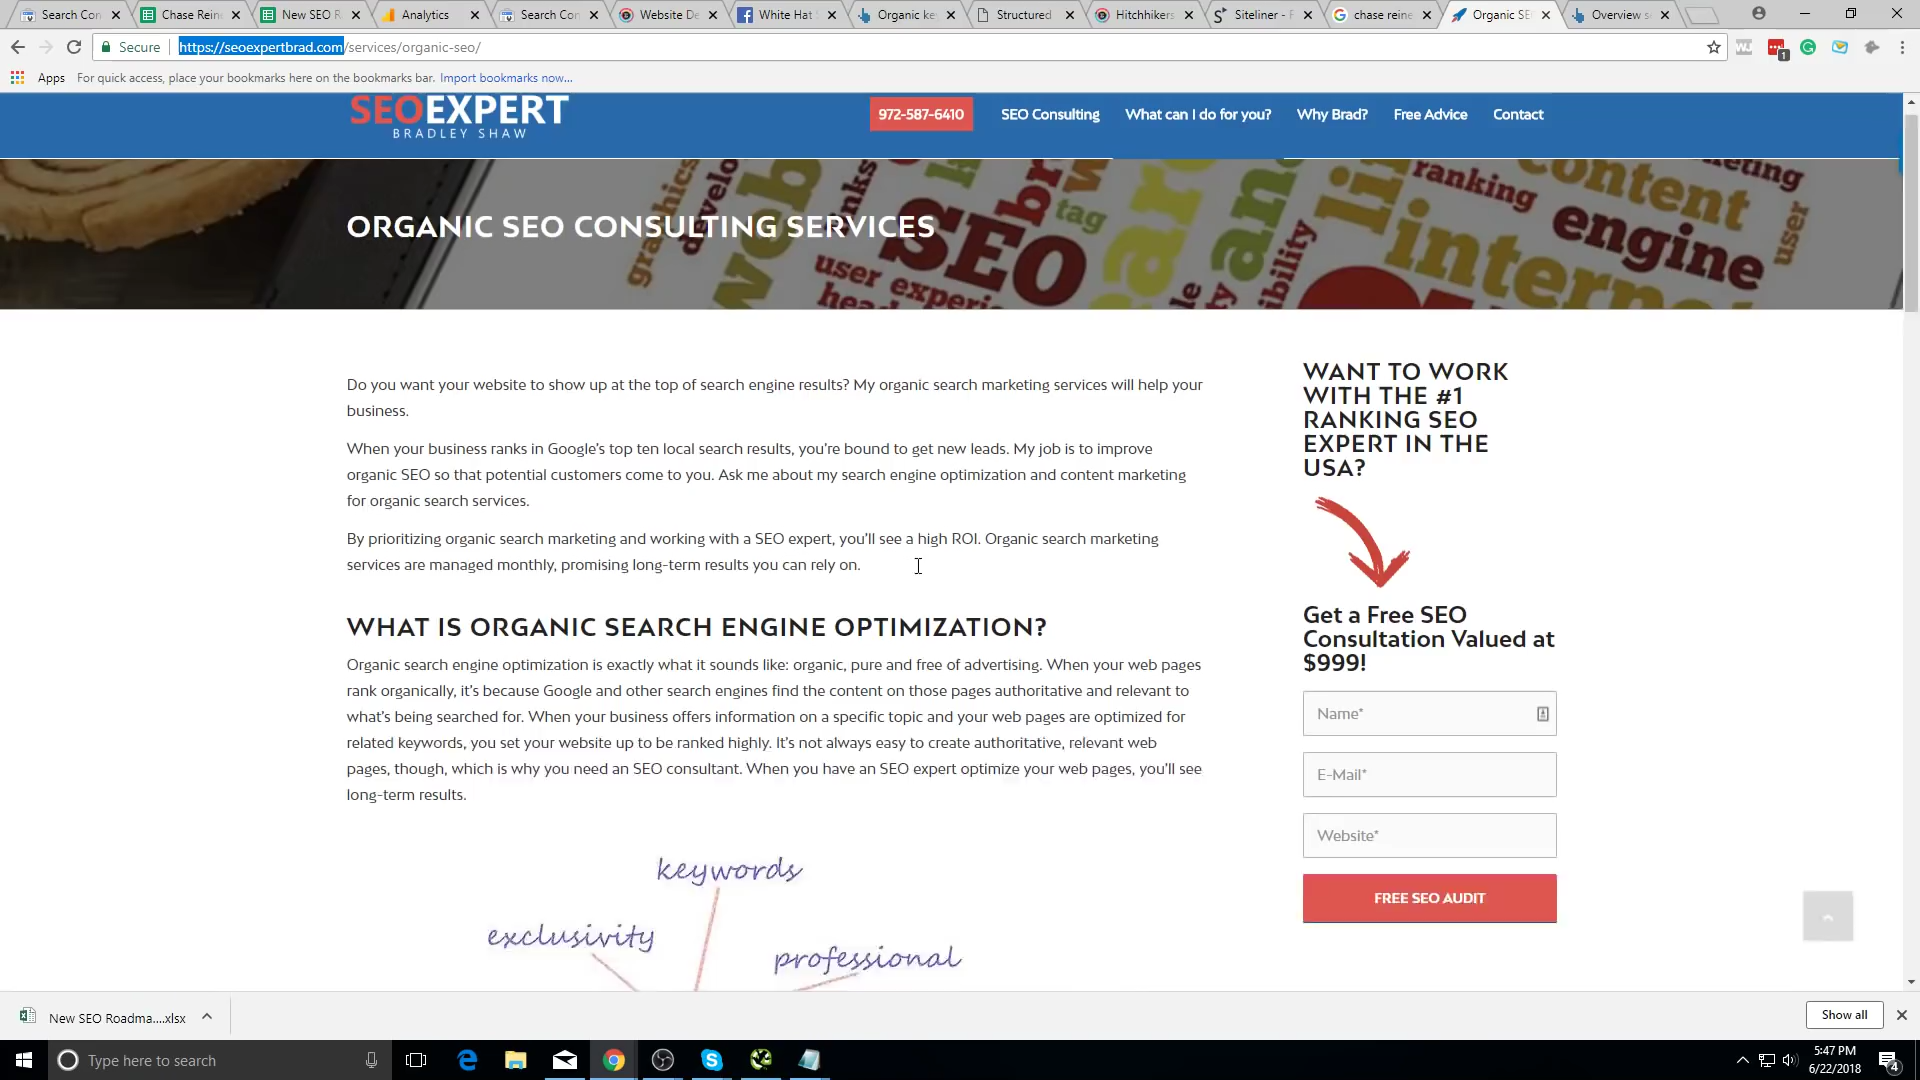 Search Con
Chase Rein
New SEO R
Analytics
Search Con
Website De
White Hat
Organic ke
Structured
Hitchhikers
Siteliner - F
chase reine
Organic SE
Overview
Secure
https://seoexpertbrad.com/services/organic-seo/
1
Apps
For quick access, place your bookmarks here on the bookmarks bar. Import bookmarks now...
SEOEXPERT
BRADLEY SHAW
972-587-6410
SEO Consulting
What can I do for you?
Why Brad?
Free Advice
Contact
graphics
web
links
tag
SEO
user
ranking
content
engine
internet
marketing
user
ORGANIC SEO CONSULTING SERVICES
Do you want your website to show up at the top of search engine results? My organic search marketing services will help your
business.
When your business ranks in Google's top ten local search results, you're bound to get new leads. My job is to improve
organic SEO so that potential customers come to you. Ask me about my search engine optimization and content marketing
for organic search services.
By prioritizing organic search marketing and working with a SEO expert, you'll see a high ROI. Organic search marketing
services are managed monthly, promising long-term results you can rely on.
WHAT IS ORGANIC SEARCH ENGINE OPTIMIZATION?
Organic search engine optimization is exactly what it sounds like: organic, pure and free of advertising. When your web pages
rank organically, it's because Google and other search engines find the content on those pages authoritative and relevant to
what's being searched for. When your business offers information on a specific topic and your web pages are optimized for
related keywords, you set your website up to be ranked highly. It's not always easy to create authoritative, relevant web
pages, though, which is why you need an SEO consultant. When you have an SEO expert optimize your web pages, you'll see
long-term results.
keywords
exclusivity
professional
WANT TO WORK
WITH THE #1
RANKING SEO
EXPERT IN THE
USA?
Get a Free SEO
Consultation Valued at
$999!
Name*
E-Mail*
Website*
FREE SEO AUDIT
New SEO Roadma....xlsx
Show all
Type here to search
5:47 PM
6/22/2018
4